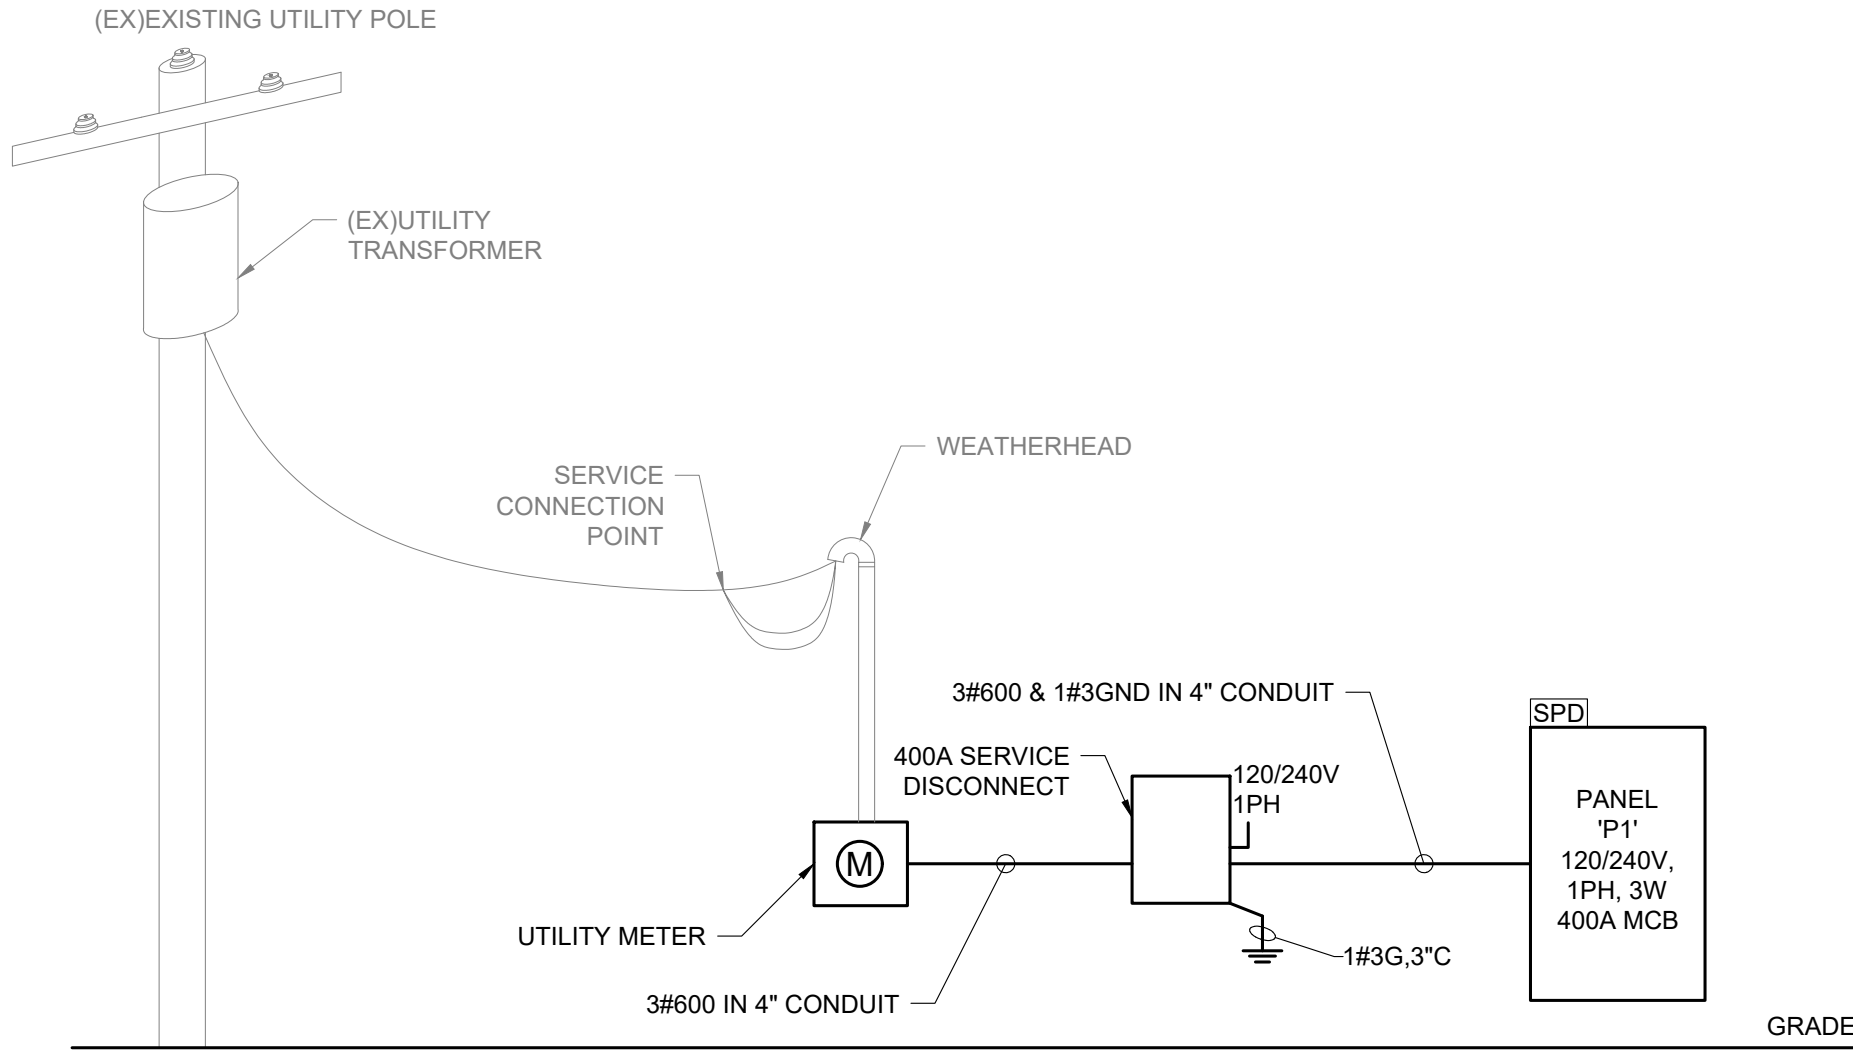 (EX)EXISTING UTILITY POLE
(EX)UTILITY
TRANSFORMER
WEATHERHEAD
SERVICE
CONNECTION
POINT
3#600 & 1#3GND IN 4" CONDUIT
SPD
400A SERVICE
DISCONNECT
120/240V
1PH
PANEL
'P1'
120/240V,
1PH, 3W
400A MCB
M
UTILITY METER
1#3G,3"C
3#600 IN 4" CONDUIT
GRADE